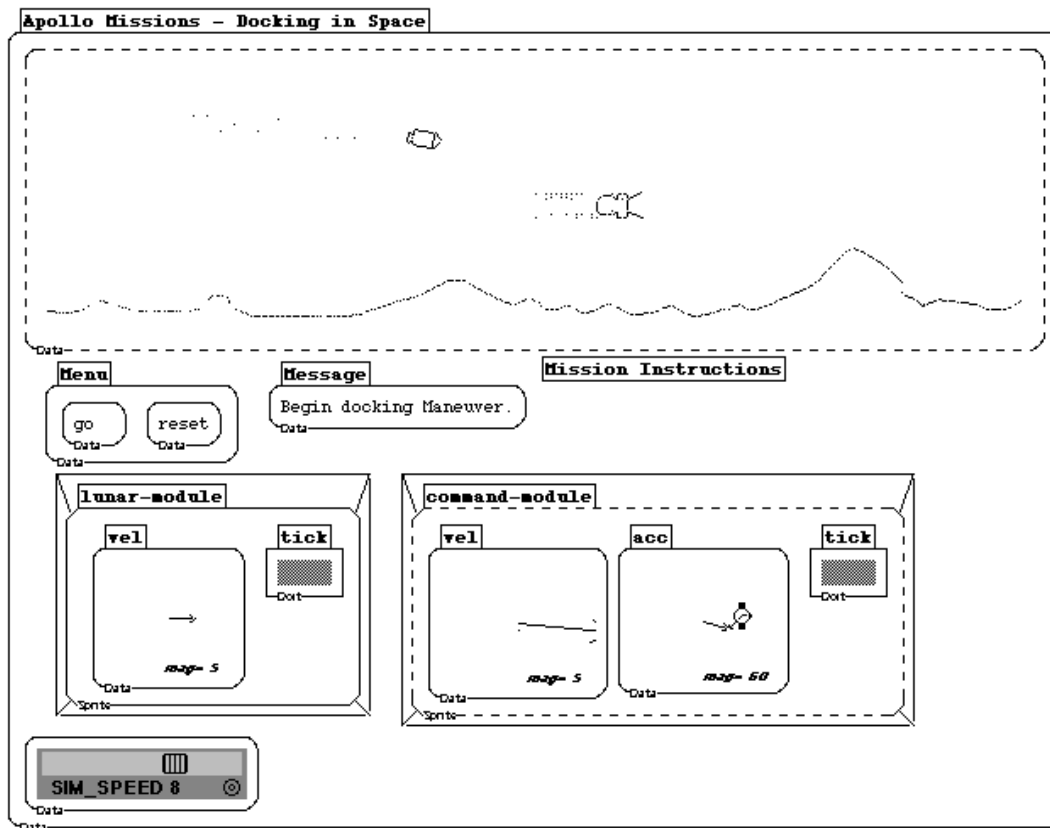 Apollo Missions - Docking in Space
Data
Menu
Message
Mission Instructions
go
Data
reset
Data
Data
Begin docking Maneuver.
Data
lunar-module
vel
tick
mag= 5
Data
Doit
Sprite
command-module
vel
acc
tick
mag= 5
Data
mag= 60
Data
Doit
Sprite
SIM_SPEED 8
Data
Data